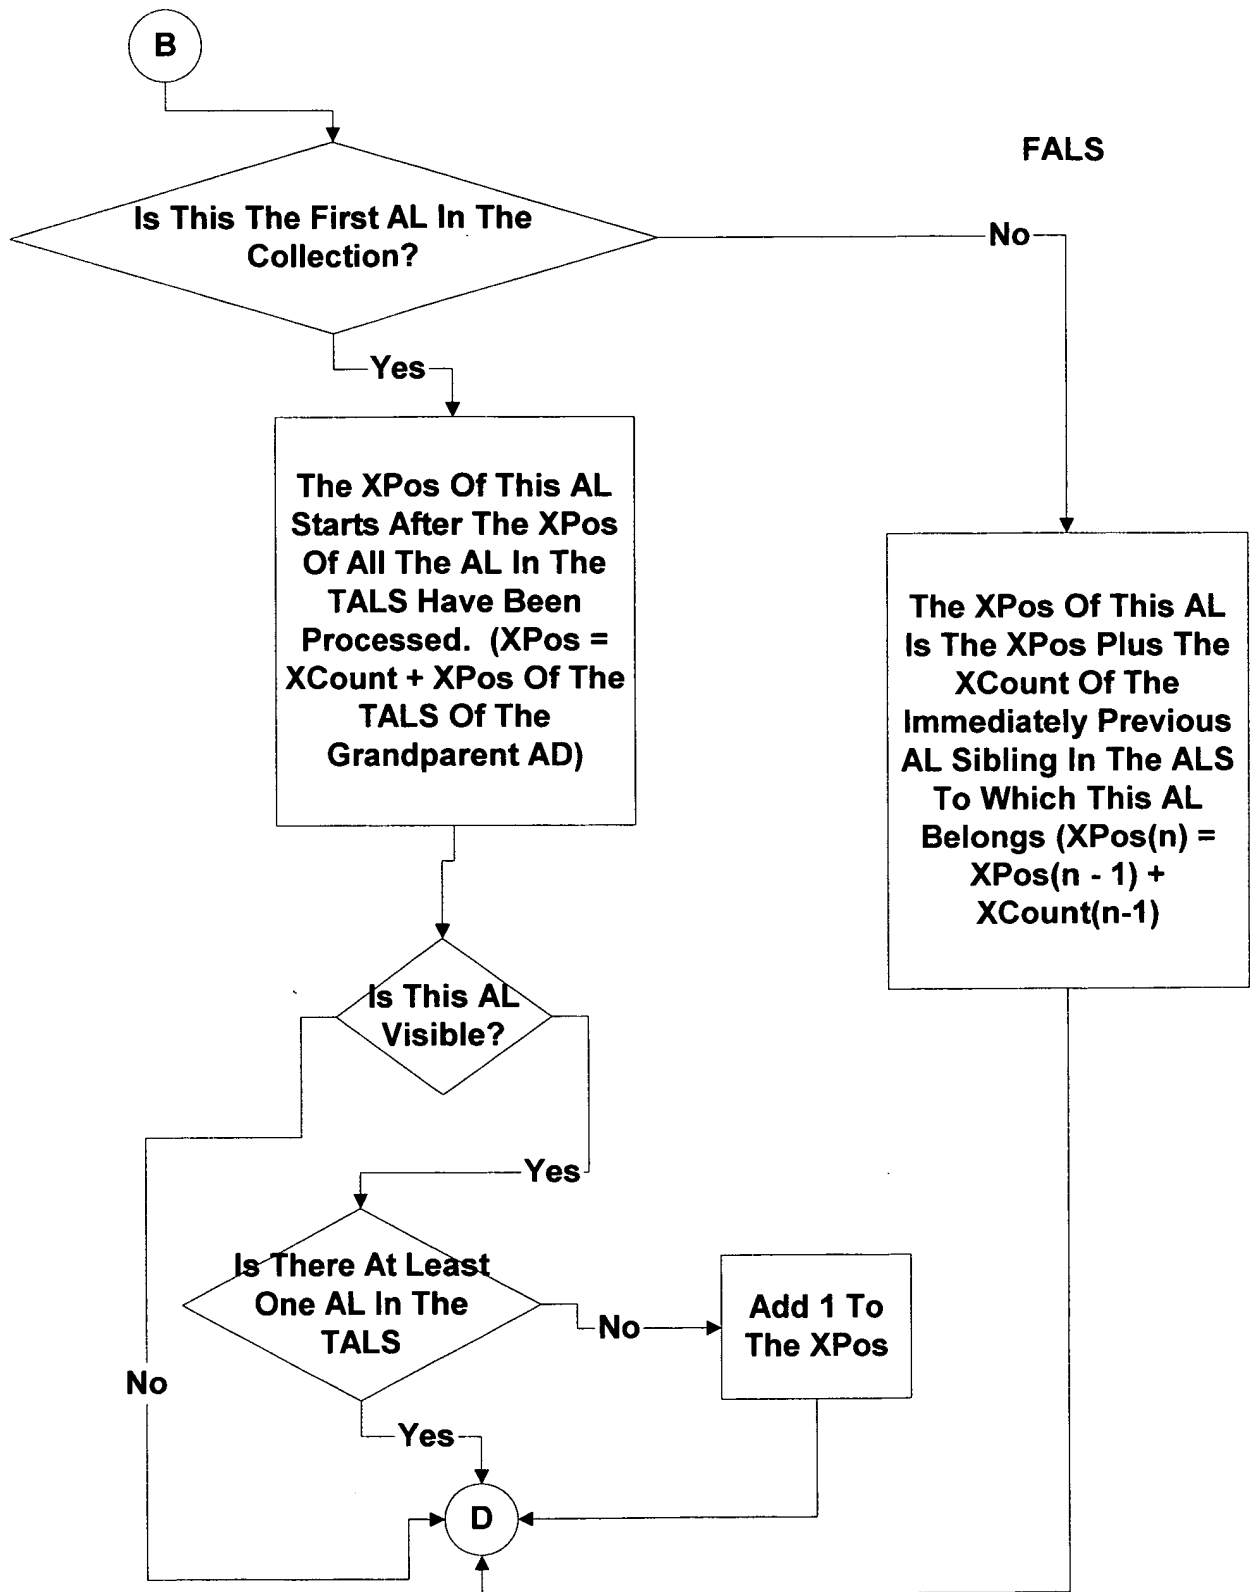 B
FALS
Is This The First AL In The
Collection?
No
Yes
The XPos Of This AL
Starts After The XPos
Of All The AL In The
TALS Have Been
Processed. (XPos =
XCount + XPos Of The
TALS Of The
Grandparent AD)
The XPos Of This AL
Is The XPos Plus The
XCount Of The
Immediately Previous
AL Sibling In The ALS
To Which This AL
Belongs (XPos(n) =
XPos(n - 1) +
XCount(n-1)
Is This AL
Visible?
Yes
Is There At Least
One AL In The
TALS
No
Add 1 To
The XPos
No
Yes
D